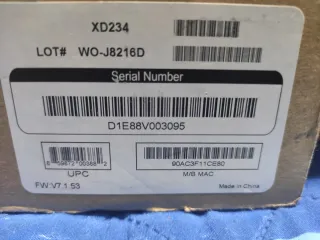 XD234
LOT# WO-J8216D
Serial Number
D1E88V003095
90AC3F11CE80
UPC
M/B MAC
FW:V7.1.53
Made in China